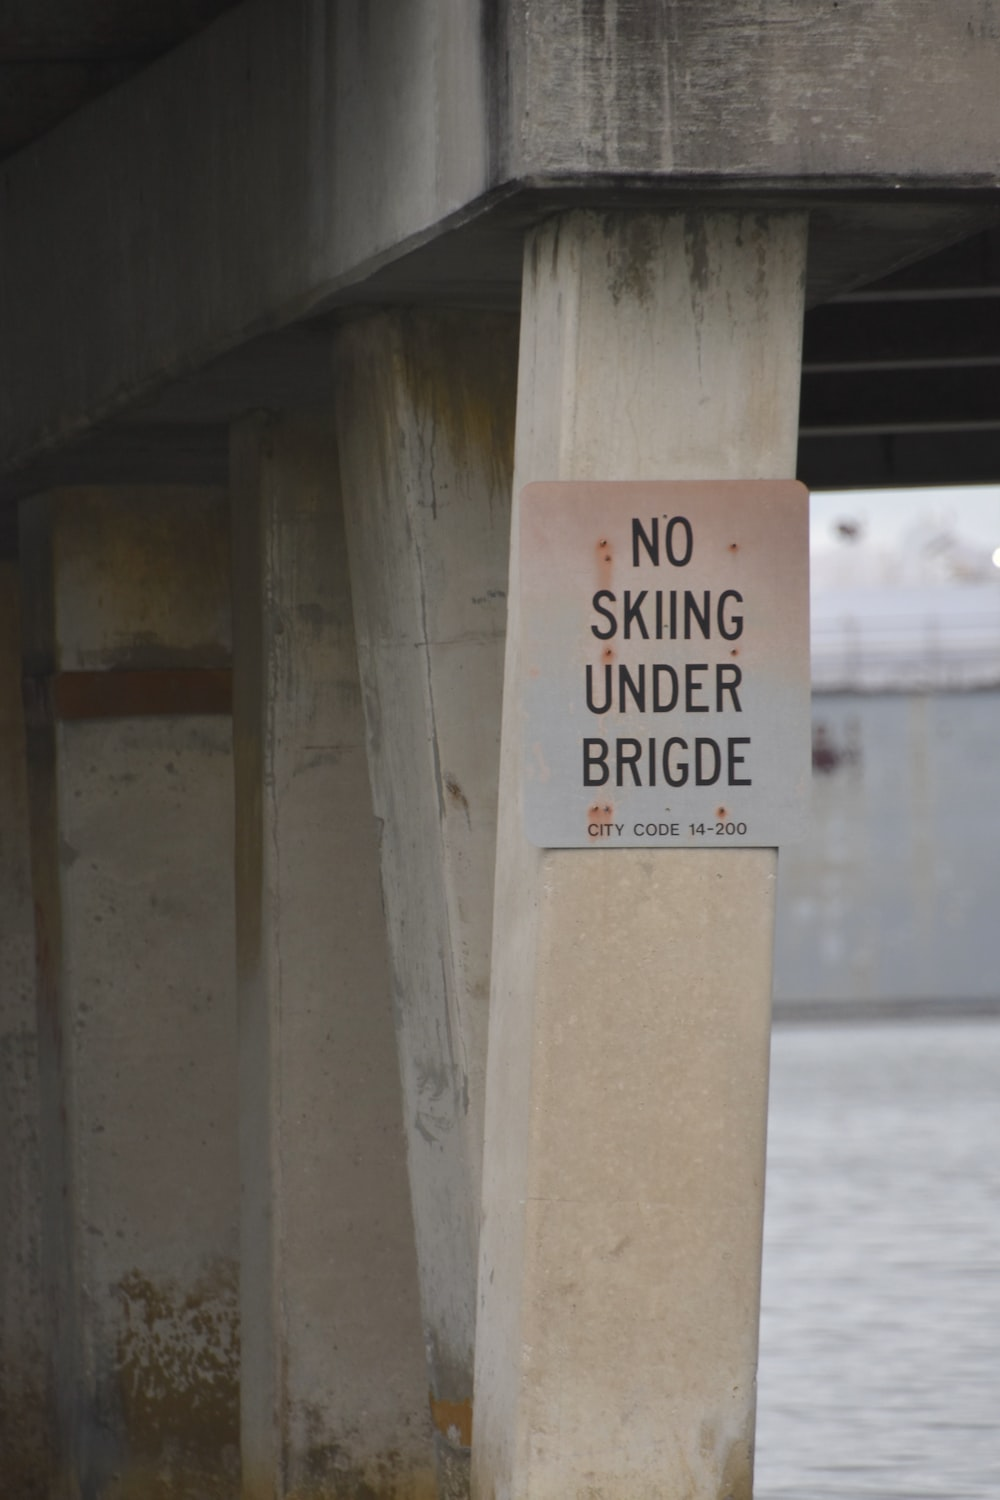 NO
SKIING
UNDER
BRIGDE
CITY CODE 14-200